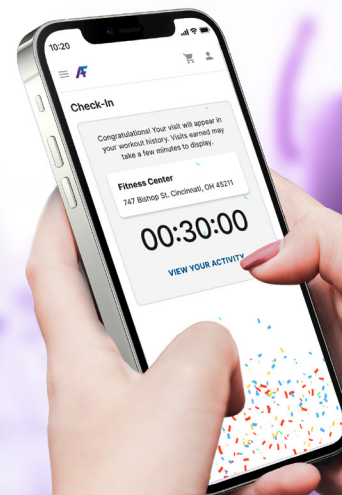 10:20
AF
Check-In
Congratulations! Your visit will appear in
your workout history. Visits earned may
take a few minutes to display.
Fitness Center
747 Bishop St. Cincinnati, OH 45211
00:30:00
VIEW YOUR ACTIVITY